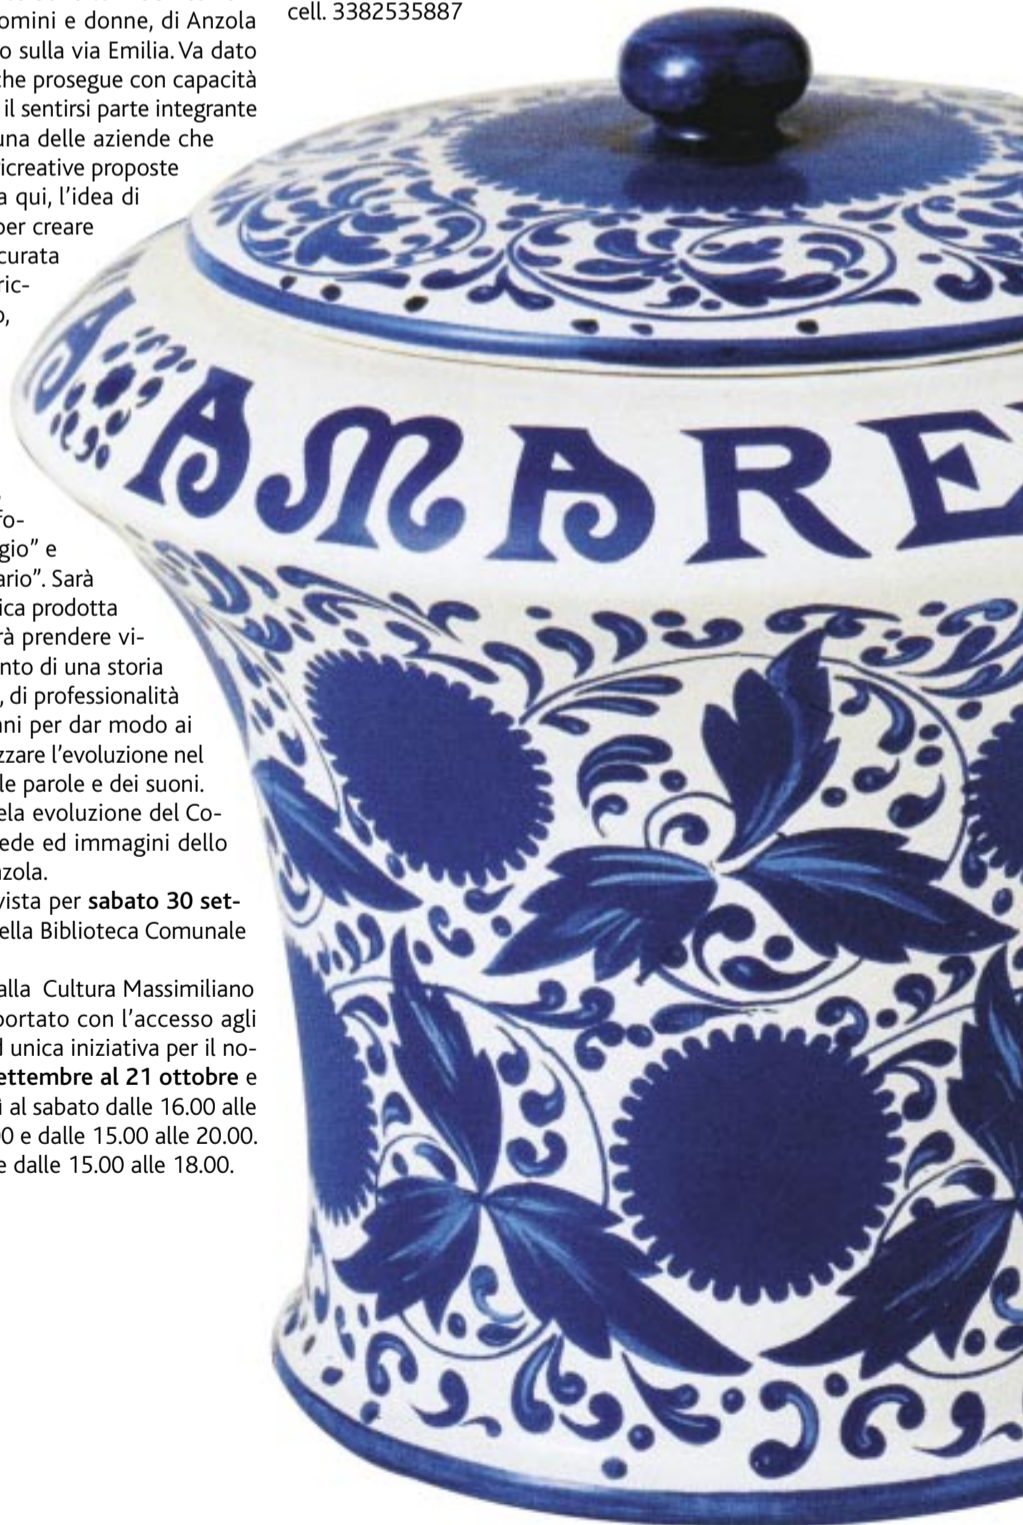 omini e donne, di Anzola
o sulla via Emilia. Va dato
che prosegue con capacità
il sentirsi parte integrante
una delle aziende che
icreative proposte
a qui, l’idea di
per creare
curata
ric-
o,
fo-
gio” e
ario”. Sarà
ica prodotta
rà prendere vi-
nto di una storia
, di professionalità
nni per dar modo ai
zzare l’evoluzione nel
le parole e dei suoni.
ela evoluzione del Co-
ede ed immagini dello
nzola.
vista per sabato 30 set-
ella Biblioteca Comunale
alla Cultura Massimiliano
portato con l’accesso agli
d unica iniziativa per il no-
ettembre al 21 ottobre e
ì al sabato dalle 16.00 alle
00 e dalle 15.00 alle 20.00.
e dalle 15.00 alle 18.00.
cell. 3382535887
A AMARE